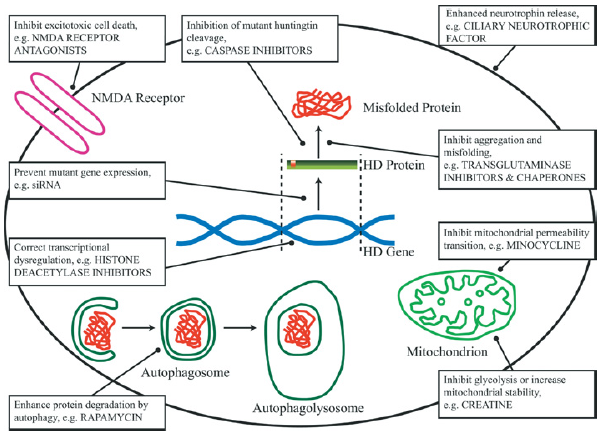 Inhibit excitotoxic cell death,
e.g. NMDA RECEPTOR
ANTAGONISTS
Inhibition of mutant huntingtin
cleavage,
e.g. CASPASE INHIBITORS
Enhanced neurotrophin release,
e.g. CILIARY NEUROTROPHIC
FACTOR
NMDA Receptor
Misfolded Protein
Inhibit aggregation and
misfolding,
e.g. TRANSGLUTAMINASE
INHIBITORS & CHAPERONES
HD Protein
Prevent mutant gene expression,
e.g. siRNA
Inhibit mitochondrial permeability
transition, e.g. MINOCYCLINE
Correct transcriptional
dysregulation, e.g. HISTONE
DEACETYLASE INHIBITORS
HD Gene
Mitochondrion
Autophagosome
Autophagolysosome
Enhance protein degradation by
autophagy, e.g. RAPAMYCIN
Inhibit glycolysis or increase
mitochondrial stability,
e.g. CREATINE